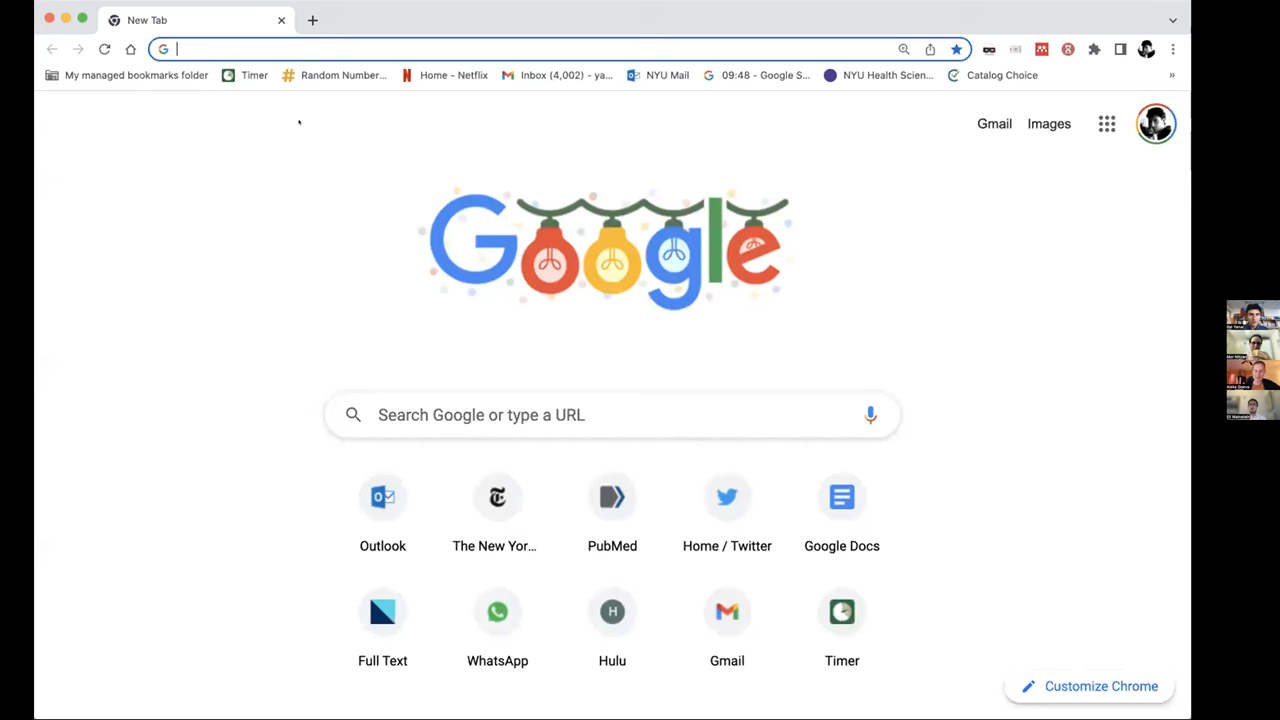 New Tab
My managed bookmarks folder Timer Random Number... Home - Netflix Inbox (4,002) - ya... NYU Mail 09:48 - Google S... NYU Health Scien... Catalog Choice »
Gmail Images
Google
Search Google or type a URL
Outlook The New Yor... PubMed Home / Twitter Google Docs
H
Full Text WhatsApp Hulu Gmail Timer
Customize Chrome